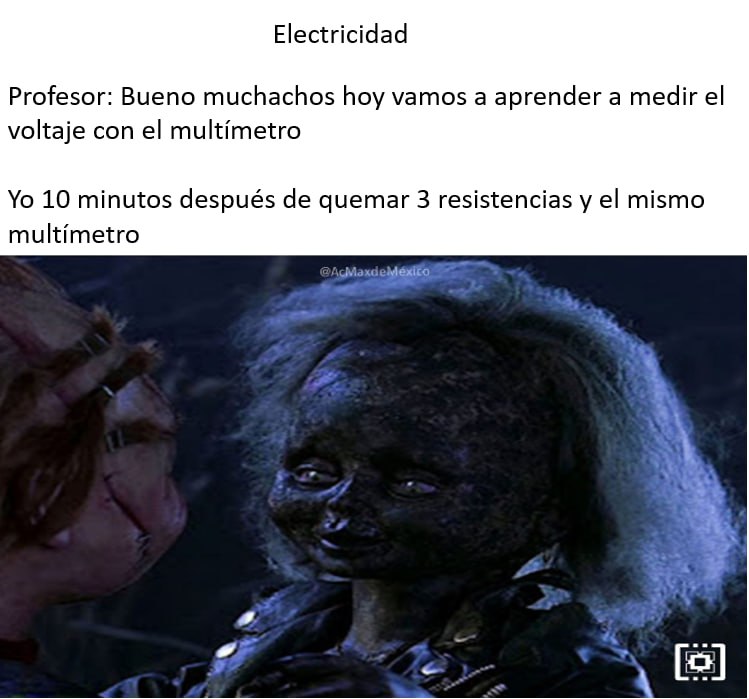 Electricidad
Profesor: Bueno muchachos hoy vamos a aprender a medir el
voltaje con el multímetro
Yo 10 minutos después de quemar 3 resistencias y el mismo
multímetro
@AcMaxdeMéxico